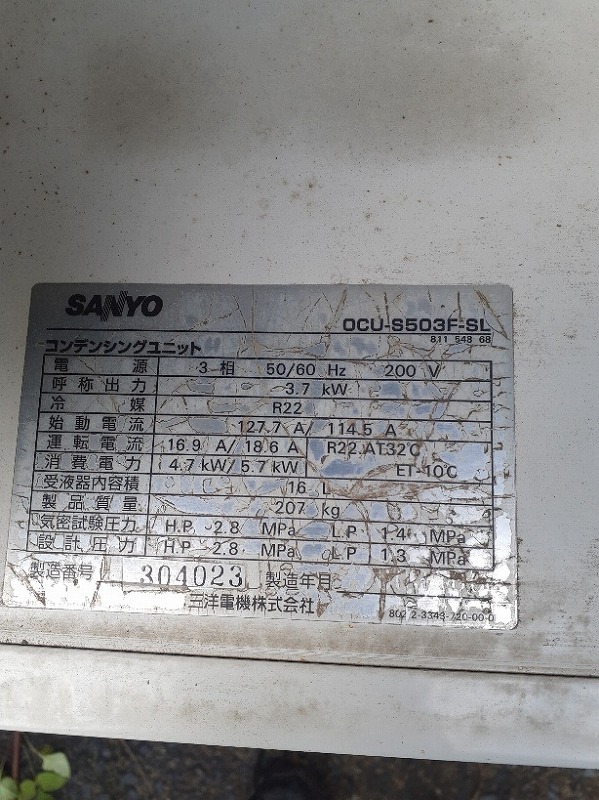 SANYO
OCU-S503F-SL
811 548 68
コンデンシングユニット
電源 3相 50/60 Hz 200 V
呼称出力 3.7 kW
冷媒 R22
始動電流 127.7 A/ 114.5 A
運転電流 16.9 A/ 18.6 A R22.AT32℃
消費電力 4.7 kW/ 5.7 kW ET-10℃
受液器内容積 16 L
製品質量 207 kg
気密試験圧力 H.P. 2.8 MPa L.P 1.4 MPa
設計圧力 H.P 2.8 MPa L.P 1.3 MPa
製造番号 304023 製造年月
三洋電機株式会社
802 2-3343-720-00-0